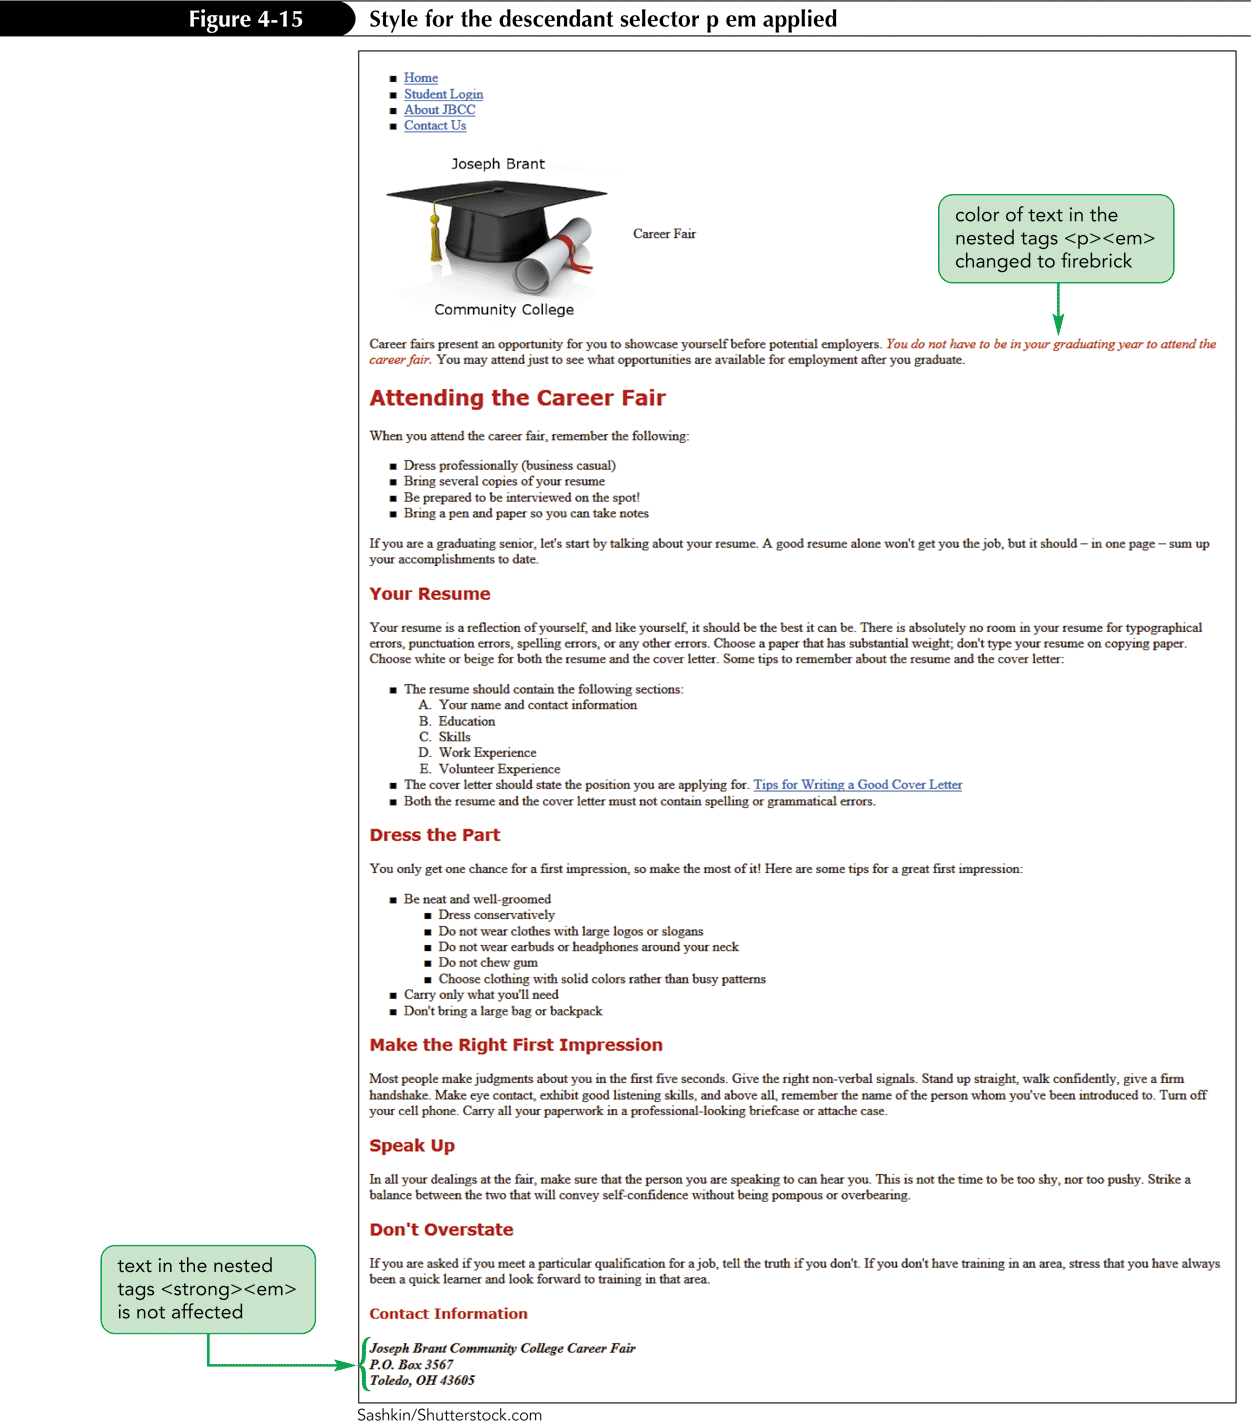 Figure 4-15 Style for the descendant selector p em applied
■ Home
■ Student Login
■ About JBCC
■ Contact Us
Joseph Brant
Career Fair
Community College
color of text in the
nested tags <p><em>
changed to firebrick
Career fairs present an opportunity for you to showcase yourself before potential employers. You do not have to be in your graduating year to attend the
career fair. You may attend just to see what opportunities are available for employment after you graduate.
Attending the Career Fair
When you attend the career fair, remember the following:
■ Dress professionally (business casual)
■ Bring several copies of your resume
■ Be prepared to be interviewed on the spot!
■ Bring a pen and paper so you can take notes
If you are a graduating senior, let's start by talking about your resume. A good resume alone won't get you the job, but it should – in one page – sum up
your accomplishments to date.
Your Resume
Your resume is a reflection of yourself, and like yourself, it should be the best it can be. There is absolutely no room in your resume for typographical
errors, punctuation errors, spelling errors, or any other errors. Choose a paper that has substantial weight; don't type your resume on copying paper.
Choose white or beige for both the resume and the cover letter. Some tips to remember about the resume and the cover letter:
■ The resume should contain the following sections:
A. Your name and contact information
B. Education
C. Skills
D. Work Experience
E. Volunteer Experience
■ The cover letter should state the position you are applying for. Tips for Writing a Good Cover Letter
■ Both the resume and the cover letter must not contain spelling or grammatical errors.
Dress the Part
You only get one chance for a first impression, so make the most of it! Here are some tips for a great first impression:
■ Be neat and well-groomed
■ Dress conservatively
■ Do not wear clothes with large logos or slogans
■ Do not wear earbuds or headphones around your neck
■ Do not chew gum
■ Choose clothing with solid colors rather than busy patterns
■ Carry only what you'll need
■ Don't bring a large bag or backpack
Make the Right First Impression
Most people make judgments about you in the first five seconds. Give the right non-verbal signals. Stand up straight, walk confidently, give a firm
handshake. Make eye contact, exhibit good listening skills, and above all, remember the name of the person whom you've been introduced to. Turn off
your cell phone. Carry all your paperwork in a professional-looking briefcase or attache case.
Speak Up
In all your dealings at the fair, make sure that the person you are speaking to can hear you. This is not the time to be too shy, nor too pushy. Strike a
balance between the two that will convey self-confidence without being pompous or overbearing.
Don't Overstate
If you are asked if you meet a particular qualification for a job, tell the truth if you don't. If you don't have training in an area, stress that you have always
been a quick learner and look forward to training in that area.
text in the nested
tags <strong><em>
is not affected
Contact Information
Joseph Brant Community College Career Fair
P.O. Box 3567
Toledo, OH 43605
Sashkin/Shutterstock.com